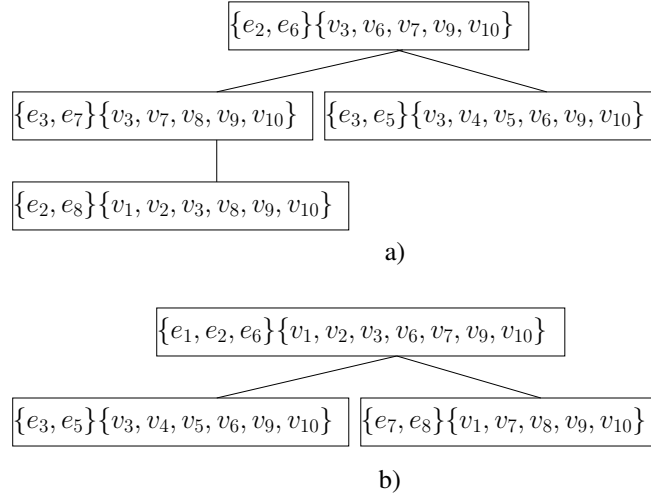 {e₂, e₆}{v₃, v₆, v₇, v₉, v₁₀}
{e₃, e₇}{v₃, v₇, v₈, v₉, v₁₀} {e₃, e₅}{v₃, v₄, v₅, v₆, v₉, v₁₀}
{e₂, e₈}{v₁, v₂, v₃, v₈, v₉, v₁₀}
a)
{e₁, e₂, e₆}{v₁, v₂, v₃, v₆, v₇, v₉, v₁₀}
{e₃, e₅}{v₃, v₄, v₅, v₆, v₉, v₁₀} {e₇, e₈}{v₁, v₇, v₈, v₉, v₁₀}
b)